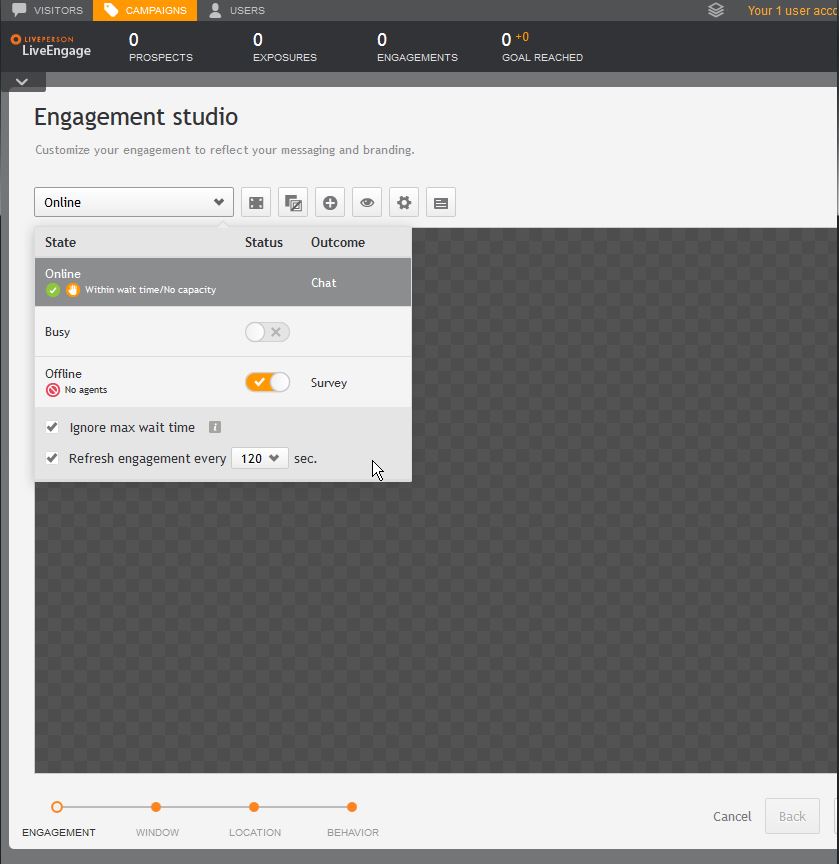 VISITORS CAMPAIGNS USERS
Your 1 user acco
LIVEPERSON
LiveEngage
0 0 0 0 +0
PROSPECTS EXPOSURES ENGAGEMENTS GOAL REACHED
Engagement studio
Customize your engagement to reflect your messaging and branding.
Online
State Status Outcome
Online
Within wait time/No capacity
Chat
Busy
Offline
No agents
Survey
Ignore max wait time i
Refresh engagement every 120 sec.
ENGAGEMENT WINDOW LOCATION BEHAVIOR
Cancel Back